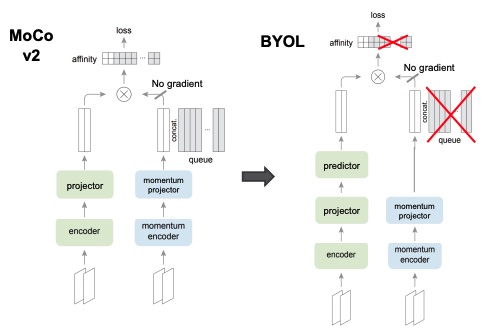 MoCo
v2
loss
affinity
...
No gradient
concat.
...
queue
projector
momentum
projector
encoder
momentum
encoder
BYOL
loss
affinity
...
No gradient
concat.
...
queue
predictor
projector
momentum
projector
encoder
momentum
encoder